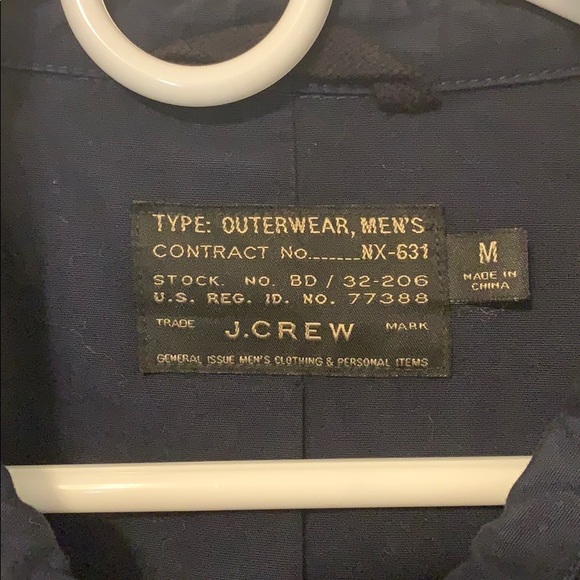 TYPE: OUTERWEAR, MEN'S
CONTRACT No.......NX-631
STOCK. NO. BD / 32-206
U.S. REG. ID. NO. 77388
TRADE J.CREW MARK
GENERAL ISSUE MEN'S CLOTHING & PERSONAL ITEMS
M
MADE IN
CHINA